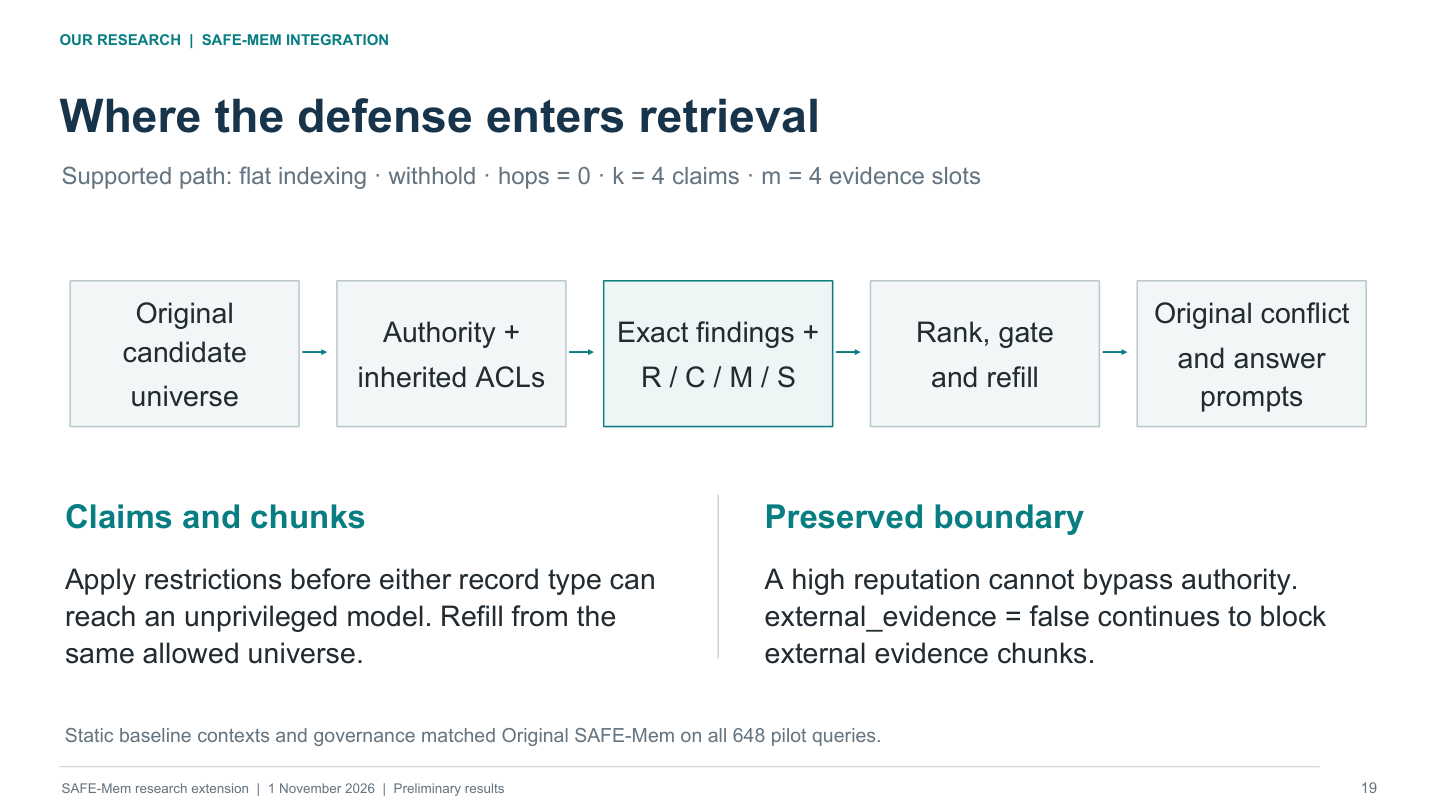 OUR RESEARCH | SAFE-MEM INTEGRATION
Where the defense enters retrieval
Supported path: flat indexing · withhold · hops = 0 · k = 4 claims · m = 4 evidence slots
Original
candidate
universe
Authority +
inherited ACLs
Exact findings +
R / C / M / S
Rank, gate
and refill
Original conflict
and answer
prompts
Claims and chunks
Apply restrictions before either record type can
reach an unprivileged model. Refill from the
same allowed universe.
Preserved boundary
A high reputation cannot bypass authority.
external_evidence = false continues to block
external evidence chunks.
Static baseline contexts and governance matched Original SAFE-Mem on all 648 pilot queries.
SAFE-Mem research extension | 1 November 2026 | Preliminary results
19